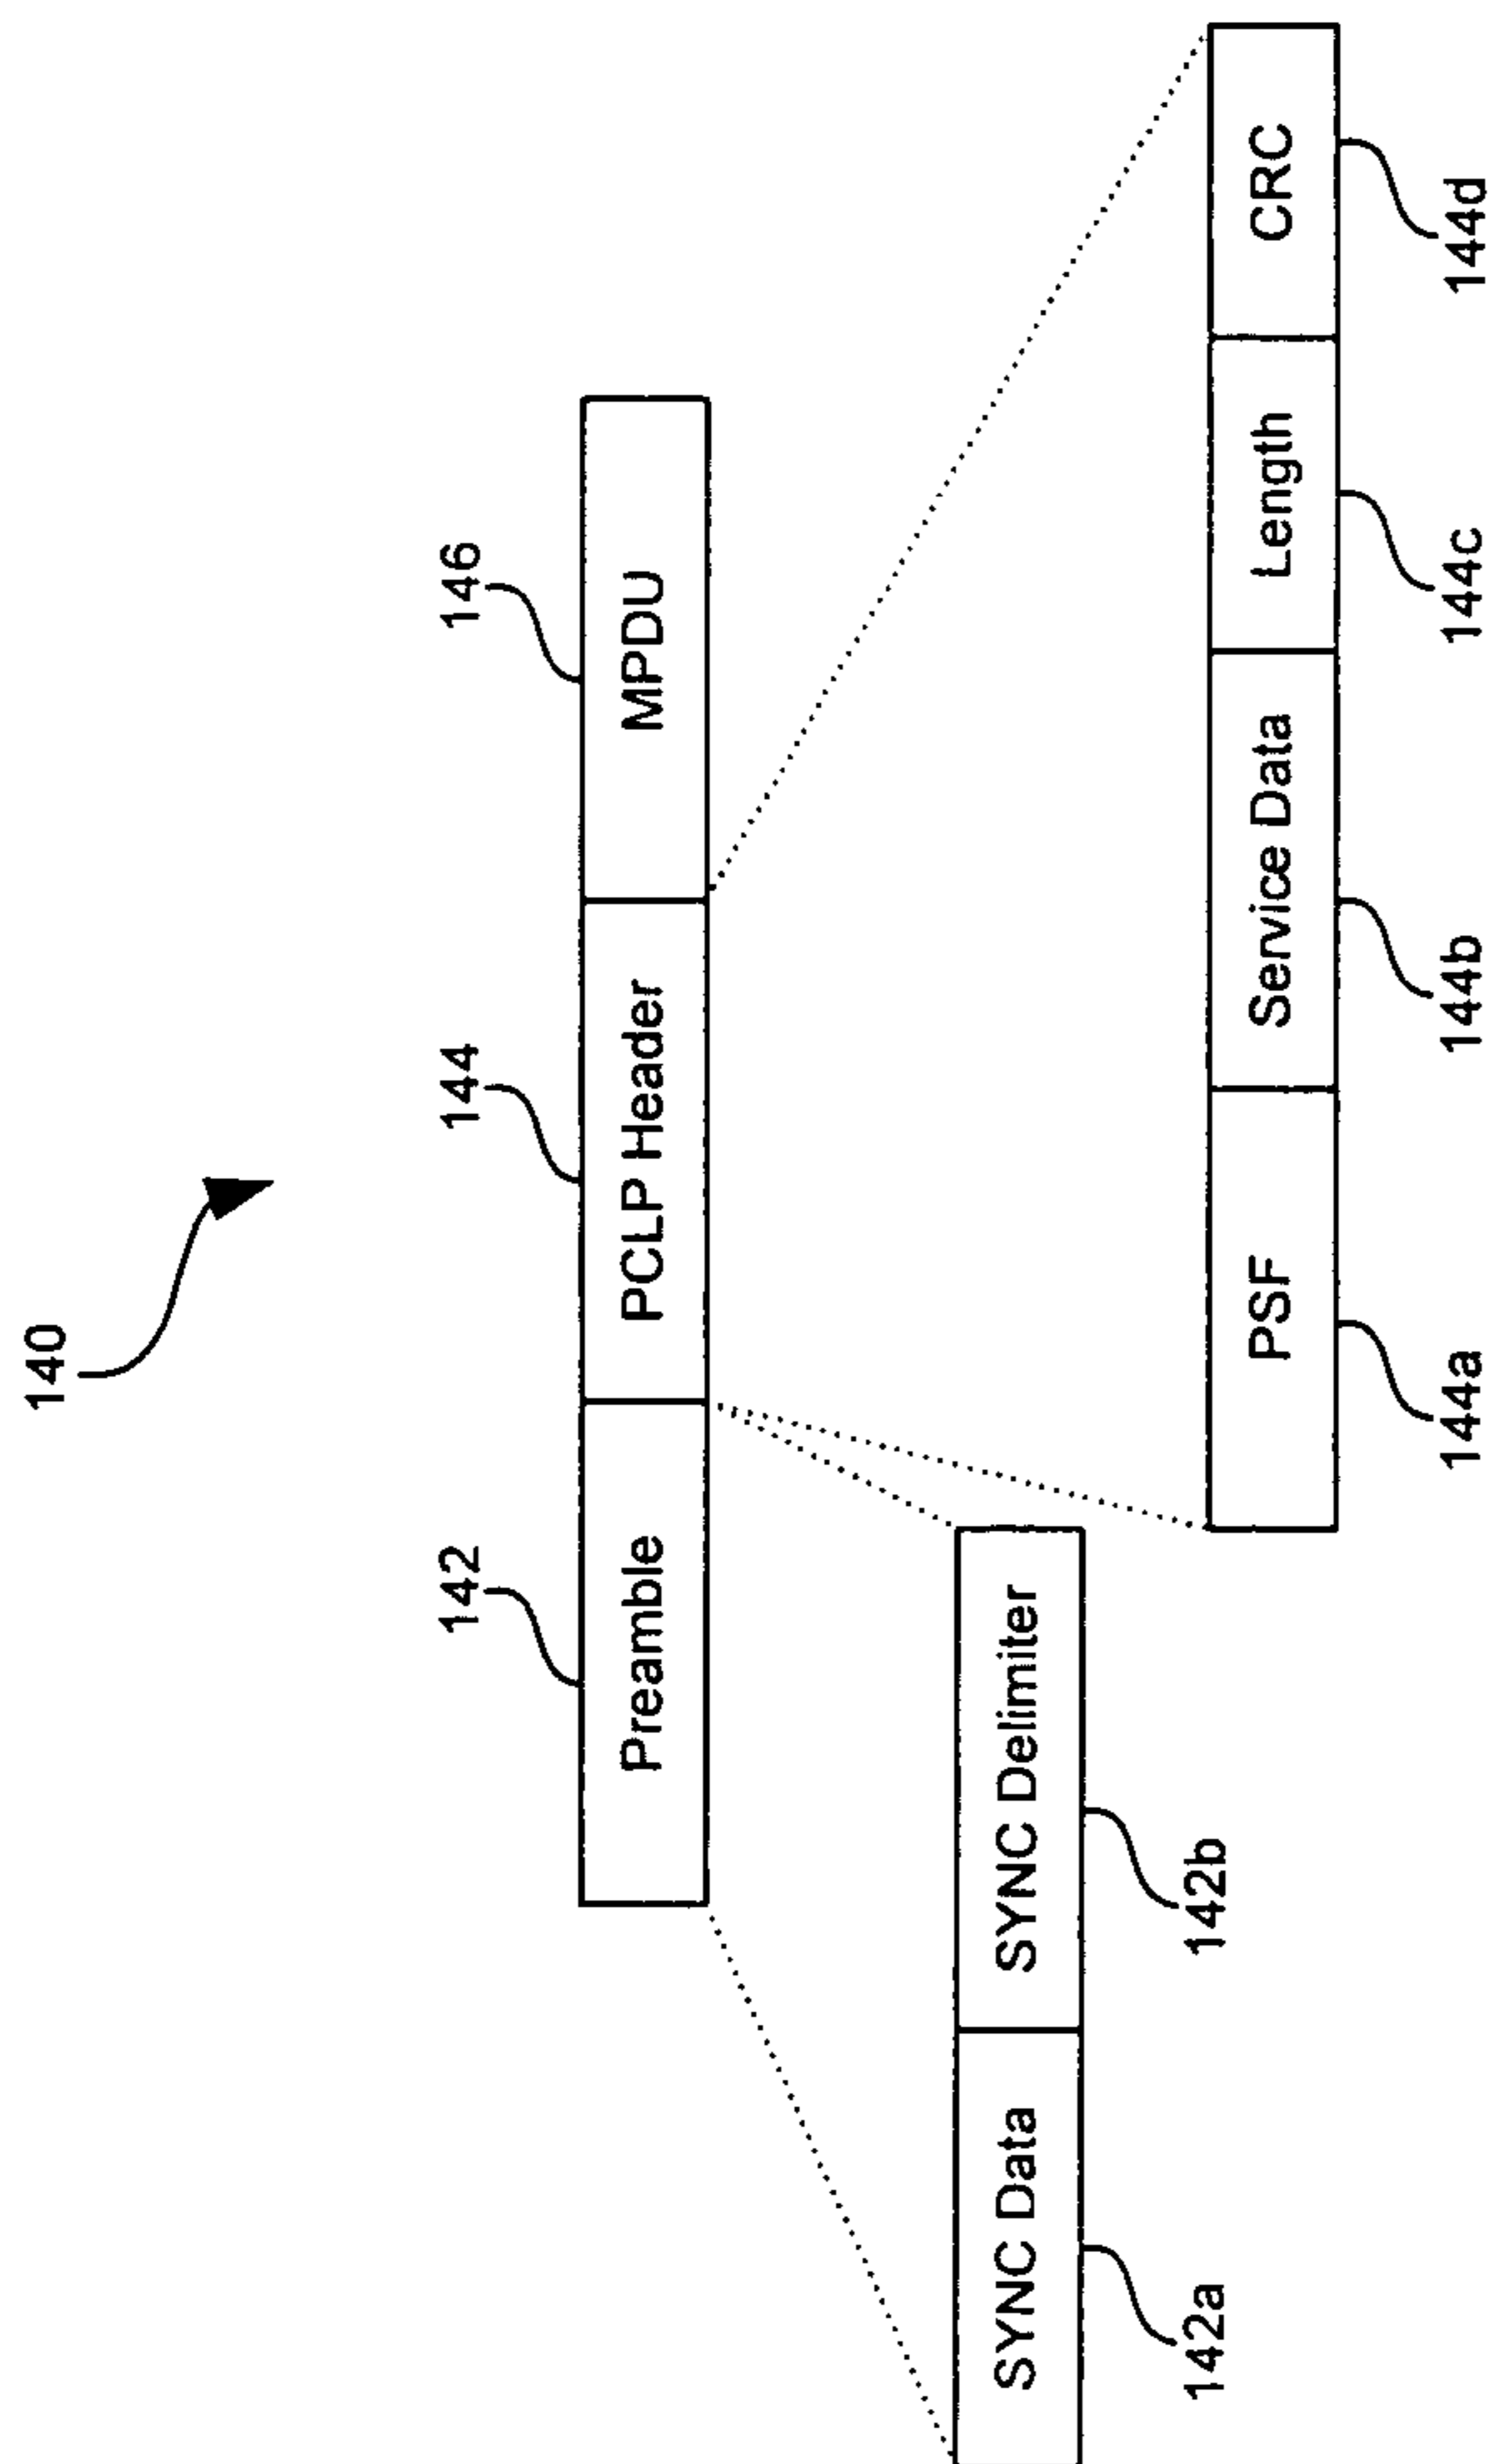 140
142
144
146
Preamble
PCLP Header
MPDU
SYNC Data
SYNC Delimiter
142a
142b
PSF
Service Data
Length
CRC
144a
144b
144c
144d